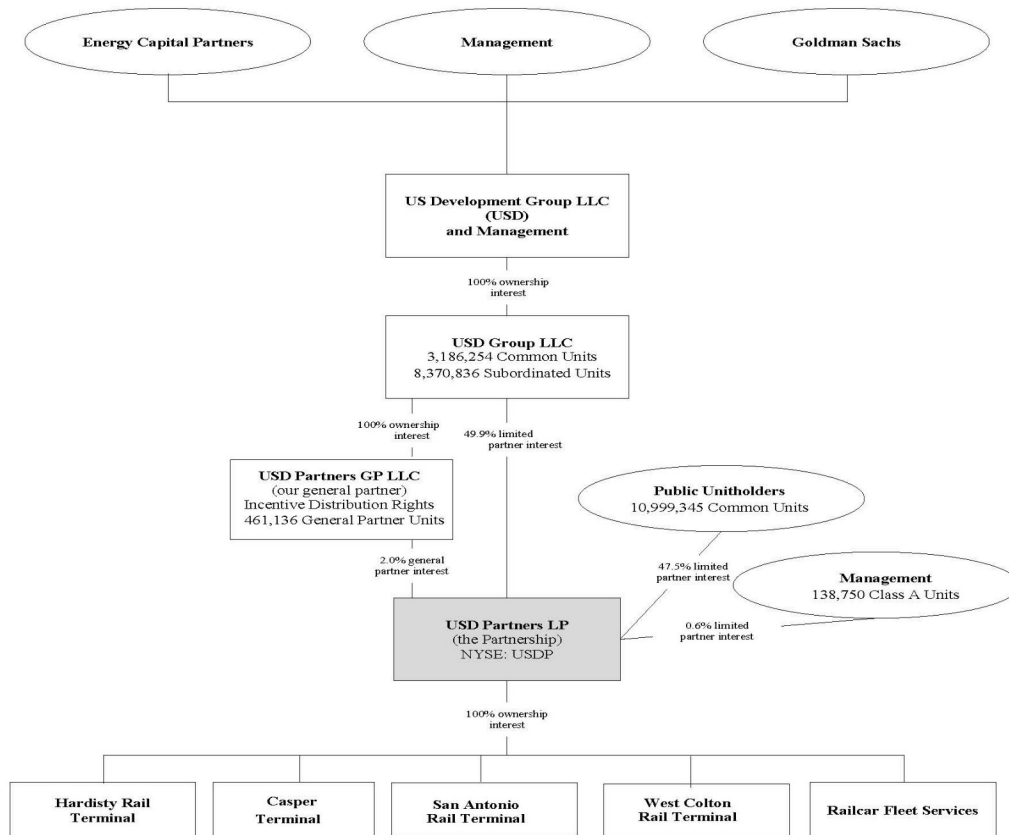 Energy Capital Partners
Management
Goldman Sachs
US Development Group LLC
(USD)
and Management
100% ownership
interest
USD Group LLC
3,186,254 Common Units
8,370,836 Subordinated Units
100% ownership
interest
49.9% limited
partner interest
USD Partners GP LLC
(our general partner)
Incentive Distribution Rights
461,136 General Partner Units
Public Unitholders
10,999,345 Common Units
2.0% general
partner interest
47.5% limited
partner interest
Management
138,750 Class A Units
USD Partners LP
(the Partnership)
NYSE: USDP
0.6% limited
partner interest
100% ownership
interest
Hardisty Rail
Terminal
Casper
Terminal
San Antonio
Rail Terminal
West Colton
Rail Terminal
Railcar Fleet Services